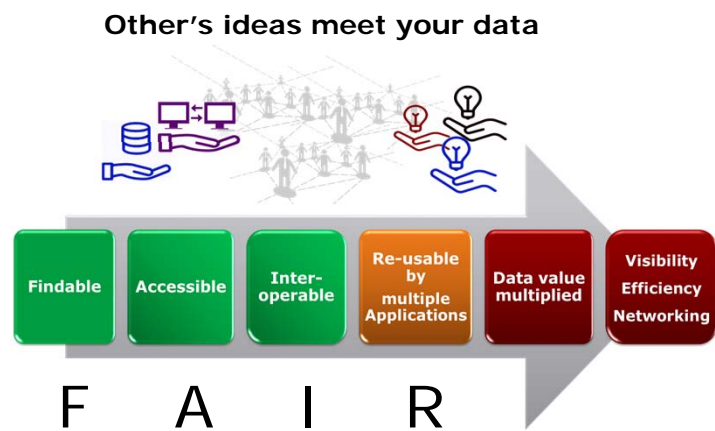 Other's ideas meet your data
Findable
Accessible
Inter-
operable
Re-usable
by
multiple
Applications
Data value
multiplied
Visibility
Efficiency
Networking
F A I R